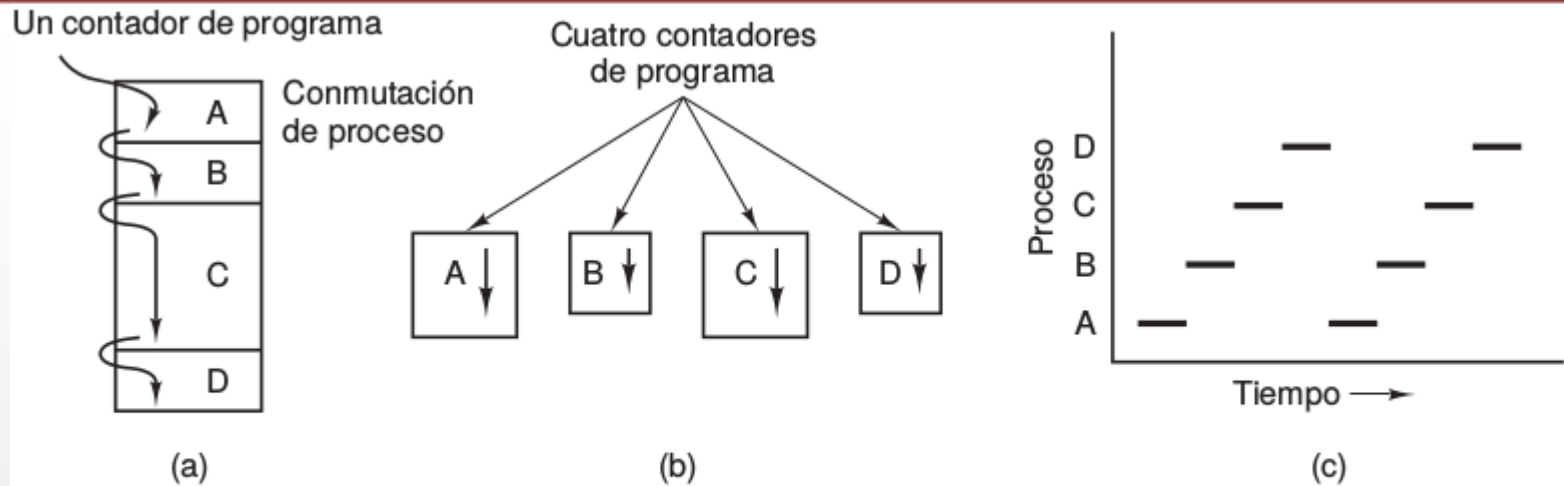 Un contador de programa
Conmutación
de proceso
A
B
C
D
(a)
Cuatro contadores
de programa
A
B
C
D
(b)
Proceso
D
C
B
A
Tiempo
(c)